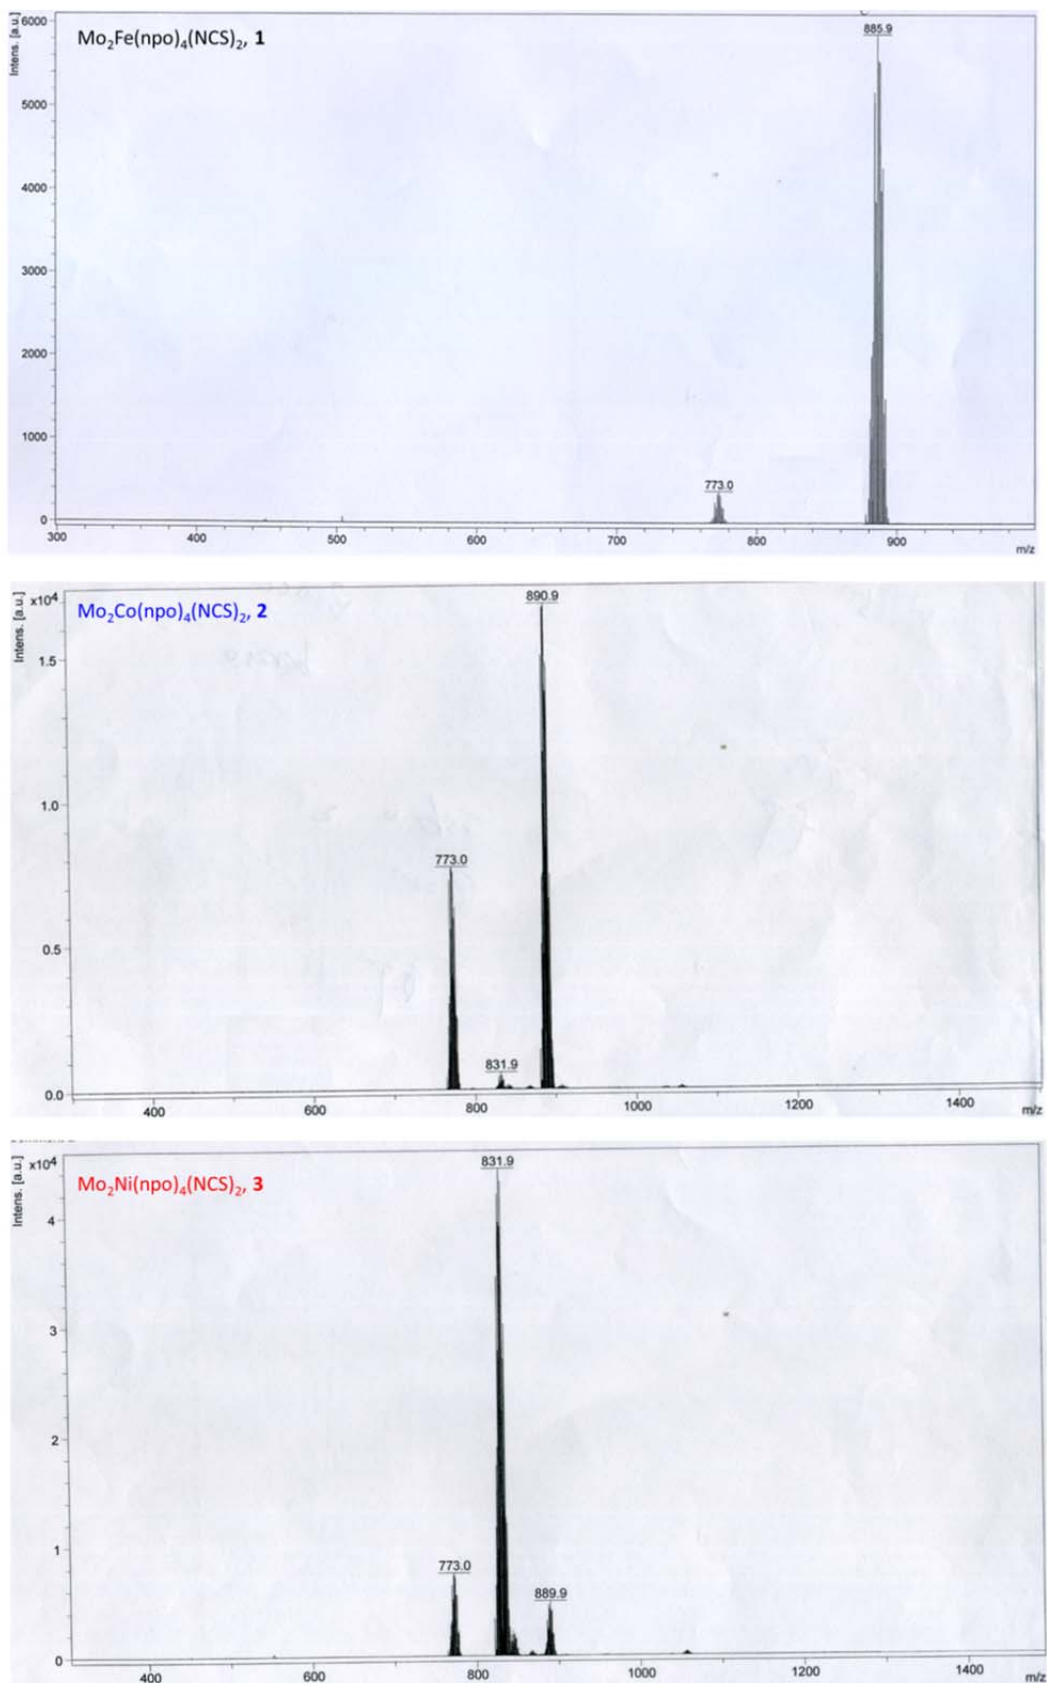 Intens. [a.u.]
6000
Mo₂Fe(npo)₄(NCS)₂, 1
885.9
5000
4000
3000
2000
1000
773.0
0
300 400 500 600 700 800 900
m/z
Intens. [a.u.]
x10⁴
Mo₂Co(npo)₄(NCS)₂, 2
890.9
1.5
1.0
773.0
0.5
831.9
0.0
400 600 800 1000 1200 1400 m/z
Intens. [a.u.]
x10⁴
Mo₂Ni(npo)₄(NCS)₂, 3
831.9
4
3
2
1
773.0
889.9
0
400 600 800 1000 1200 1400 m/z